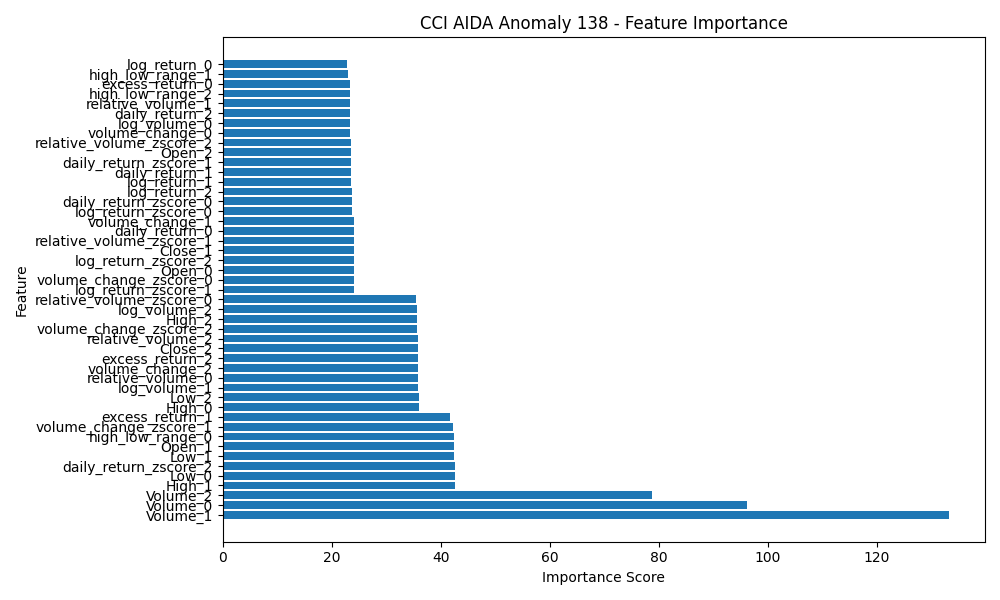 CCI AIDA Anomaly 138 - Feature Importance
log_return_0
high_low_range_1
excess_return_0
high_low_range_2
relative_volume_1
daily_return_2
log_volume_0
volume_change_0
relative_volume_zscore_2
Open_2
daily_return_zscore_1
daily_return_1
log_return_1
log_return_2
daily_return_zscore_0
log_return_zscore_0
volume_change_1
daily_return_0
relative_volume_zscore_1
Close_1
log_return_zscore_2
Open_0
volume_change_zscore_0
log_return_zscore_1
relative_volume_zscore_0
log_volume_2
High_2
volume_change_zscore_2
relative_volume_2
Close_2
excess_return_2
volume_change_2
relative_volume_0
log_volume_1
Low_2
High_0
excess_return_1
volume_change_zscore_1
high_low_range_0
Open_1
Low_1
daily_return_zscore_2
Low_0
High_1
Volume_2
Volume_0
Volume_1
Feature
0 20 40 60 80 100 120
Importance Score